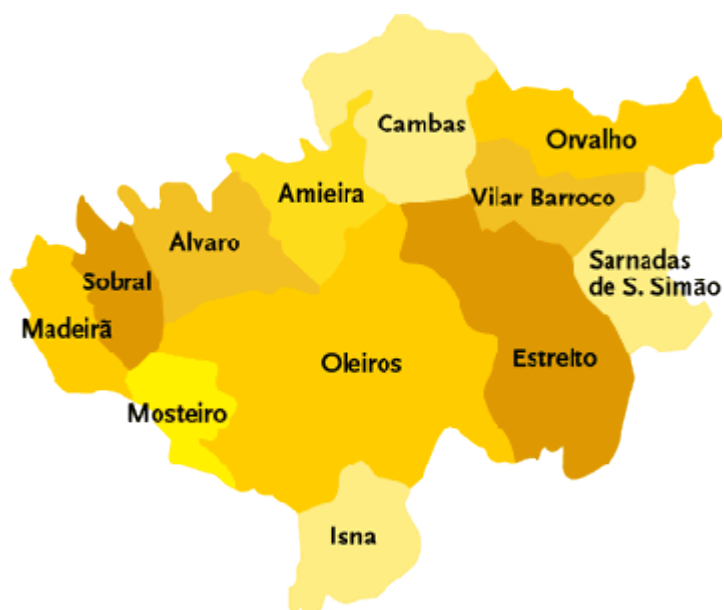 Cambas
Orvalho
Amieira
Vilar Barroco
Alvaro
Sarnadas
de S. Simão
Sobral
Madeirã
Oleiros
Estreito
Mosteiro
Isna